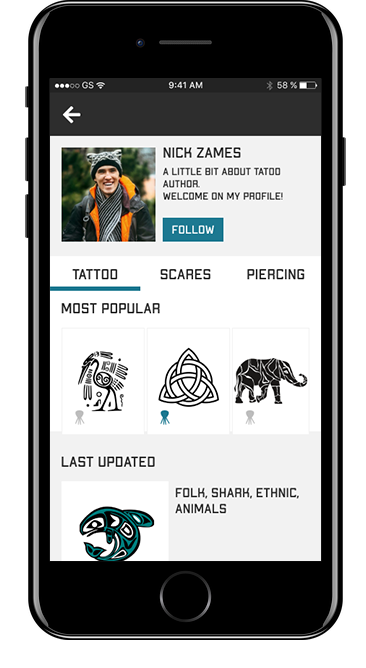 GS 9:41 AM 58 %
NICK ZAMES
A LITTLE BIT ABOUT TATOO
AUTHOR.
WELCOME ON MY PROFILE!
FOLLOW
TATTOO SCARES PIERCING
MOST POPULAR
LAST UPDATED
FOLK, SHARK, ETHNIC,
ANIMALS